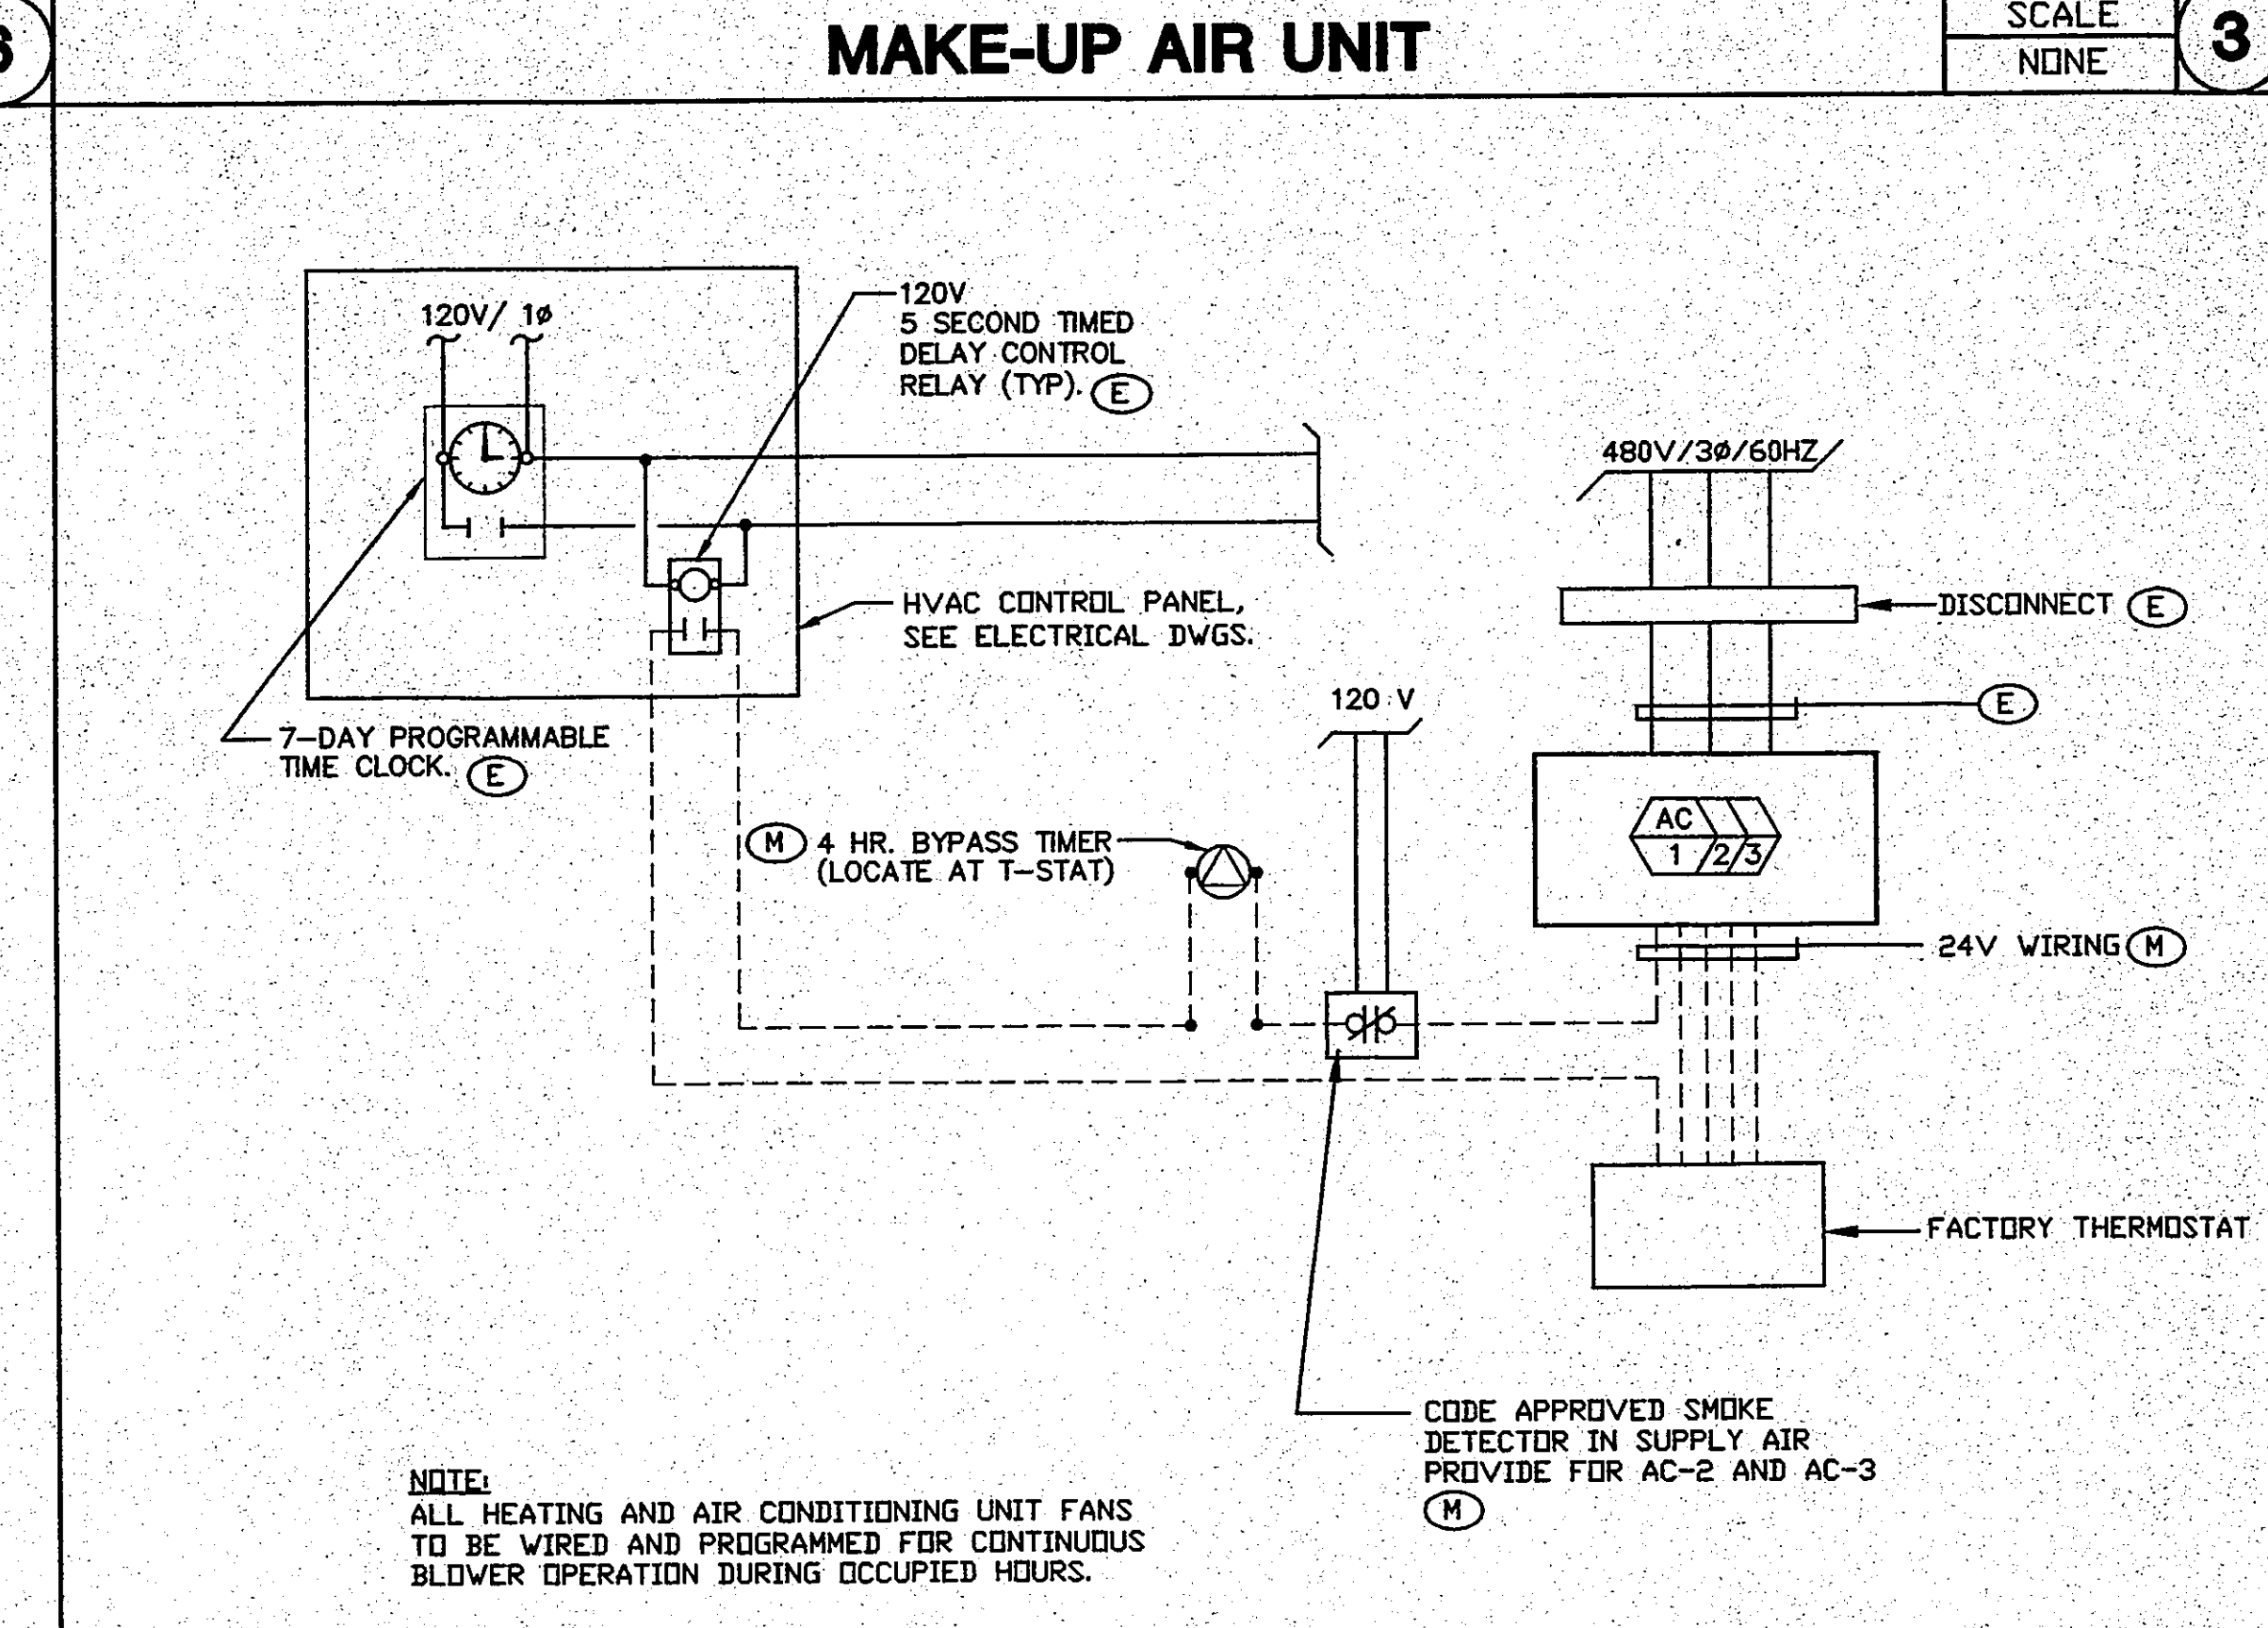 MAKE-UP AIR UNIT
SCALE
NONE
3
120V/ 1ø
120V
5 SECOND TIMED
DELAY CONTROL
RELAY (TYP). E
480V/3ø/60HZ
HVAC CONTROL PANEL,
SEE ELECTRICAL DWGS.
DISCONNECT E
E
120 V
7-DAY PROGRAMMABLE
TIME CLOCK. E
M 4 HR. BYPASS TIMER
(LOCATE AT T-STAT)
AC
1 2 3
24V WIRING M
FACTORY THERMOSTAT
CODE APPROVED SMOKE
DETECTOR IN SUPPLY AIR
PROVIDE FOR AC-2 AND AC-3
M
NOTE:
ALL HEATING AND AIR CONDITIONING UNIT FANS
TO BE WIRED AND PROGRAMMED FOR CONTINUOUS
BLOWER OPERATION DURING OCCUPIED HOURS.